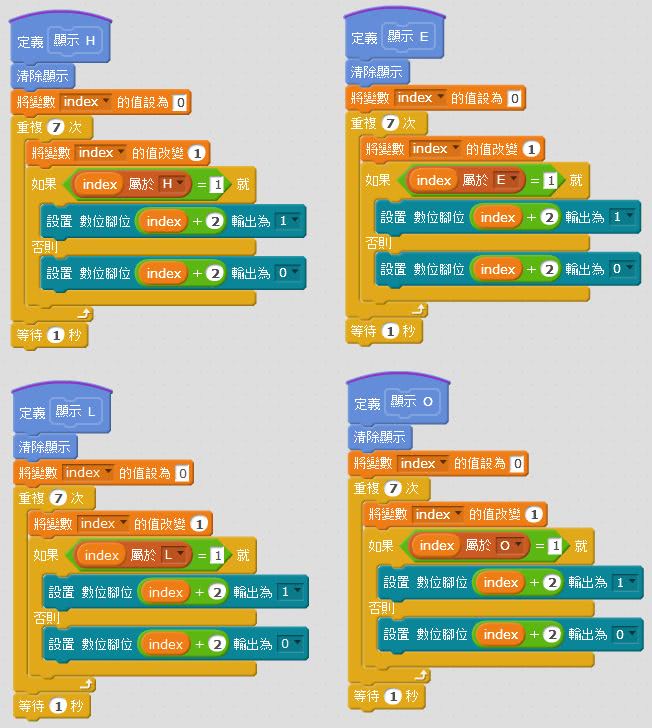 定義 顯示 H
清除顯示
將變數 index 的值設為 0
重複 7 次
將變數 index 的值改變 1
如果 index 屬於 H = 1 就
設置 數位腳位 index + 2 輸出為 1
否則
設置 數位腳位 index + 2 輸出為 0
等待 1 秒
定義 顯示 E
清除顯示
將變數 index 的值設為 0
重複 7 次
將變數 index 的值改變 1
如果 index 屬於 E = 1 就
設置 數位腳位 index + 2 輸出為 1
否則
設置 數位腳位 index + 2 輸出為 0
等待 1 秒
定義 顯示 L
清除顯示
將變數 index 的值設為 0
重複 7 次
將變數 index 的值改變 1
如果 index 屬於 L = 1 就
設置 數位腳位 index + 2 輸出為 1
否則
設置 數位腳位 index + 2 輸出為 0
等待 1 秒
定義 顯示 O
清除顯示
將變數 index 的值設為 0
重複 7 次
將變數 index 的值改變 1
如果 index 屬於 O = 1 就
設置 數位腳位 index + 2 輸出為 1
否則
設置 數位腳位 index + 2 輸出為 0
等待 1 秒